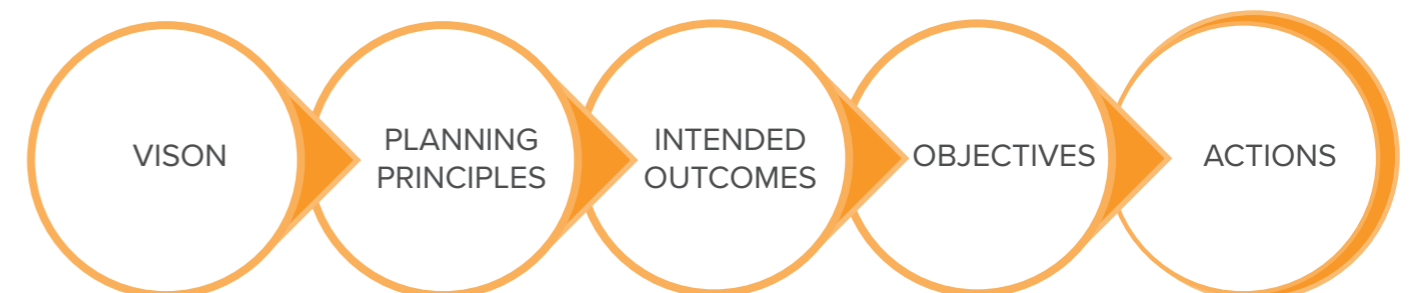 VISON
PLANNING
PRINCIPLES
INTENDED
OUTCOMES
OBJECTIVES
ACTIONS